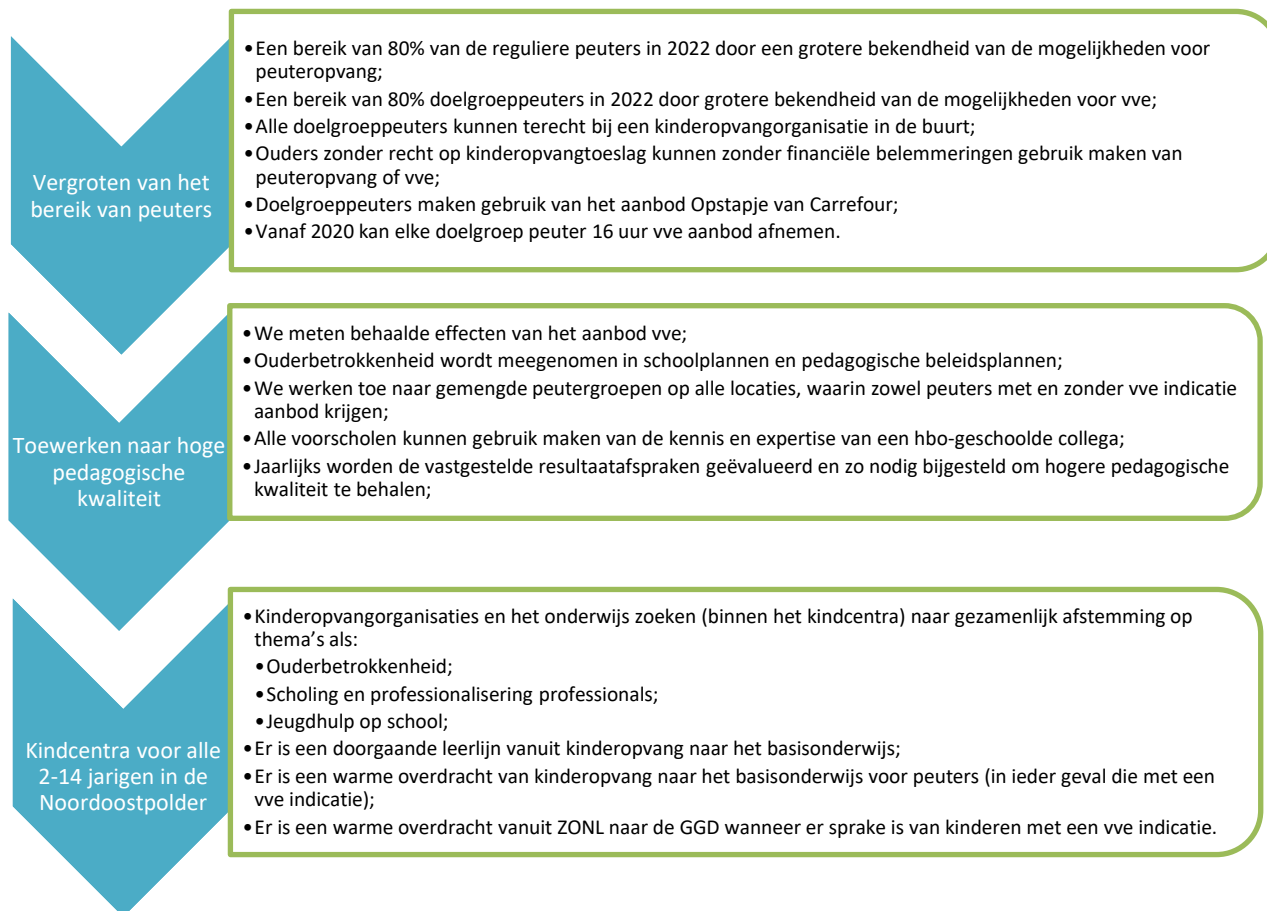 Vergroten van het
bereik van peuters
•Een bereik van 80% van de reguliere peuters in 2022 door een grotere bekendheid van de mogelijkheden voor
peuteropvang;
•Een bereik van 80% doelgroeppeuters in 2022 door grotere bekendheid van de mogelijkheden voor vve;
•Alle doelgroeppeuters kunnen terecht bij een kinderopvangorganisatie in de buurt;
•Ouders zonder recht op kinderopvangtoeslag kunnen zonder financiële belemmeringen gebruik maken van
peuteropvang of vve;
•Doelgroeppeuters maken gebruik van het aanbod Opstapje van Carrefour;
•Vanaf 2020 kan elke doelgroep peuter 16 uur vve aanbod afnemen.
Toewerken naar hoge
pedagogische
kwaliteit
•We meten behaalde effecten van het aanbod vve;
•Ouderbetrokkenheid wordt meegenomen in schoolplannen en pedagogische beleidsplannen;
•We werken toe naar gemengde peutergroepen op alle locaties, waarin zowel peuters met en zonder vve indicatie
aanbod krijgen;
•Alle voorscholen kunnen gebruik maken van de kennis en expertise van een hbo-geschoolde collega;
•Jaarlijks worden de vastgestelde resultaatafspraken geëvalueerd en zo nodig bijgesteld om hogere pedagogische
kwaliteit te behalen;
Kindcentra voor alle
2-14 jarigen in de
Noordoostpolder
•Kinderopvangorganisaties en het onderwijs zoeken (binnen het kindcentra) naar gezamenlijk afstemming op
thema's als:
•Ouderbetrokkenheid;
•Scholing en professionalisering professionals;
•Jeugdhulp op school;
•Er is een doorgaande leerlijn vanuit kinderopvang naar het basisonderwijs;
•Er is een warme overdracht van kinderopvang naar het basisonderwijs voor peuters (in ieder geval die met een
vve indicatie);
•Er is een warme overdracht vanuit ZONL naar de GGD wanneer er sprake is van kinderen met een vve indicatie.